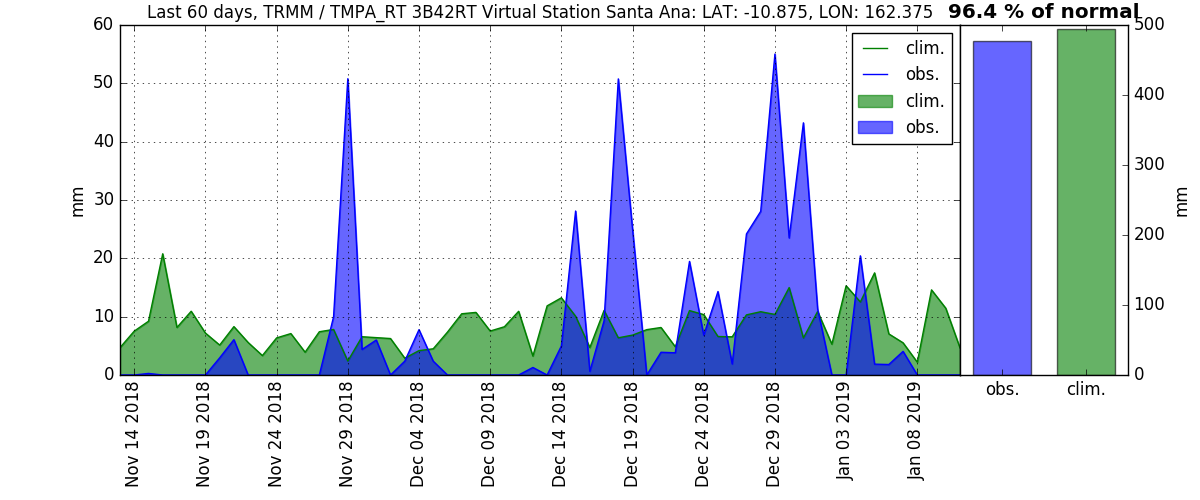 Last 60 days, TRMM / TMPA_RT 3B42RT Virtual Station Santa Ana: LAT: -10.875, LON: 162.375
96.4 % of normal
60
50
40
30
20
10
0
mm
clim.
obs.
clim.
obs.
500
400
300
200
100
0
mm
obs.
clim.
Nov 14 2018
Nov 19 2018
Nov 24 2018
Nov 29 2018
Dec 04 2018
Dec 09 2018
Dec 14 2018
Dec 19 2018
Dec 24 2018
Dec 29 2018
Jan 03 2019
Jan 08 2019